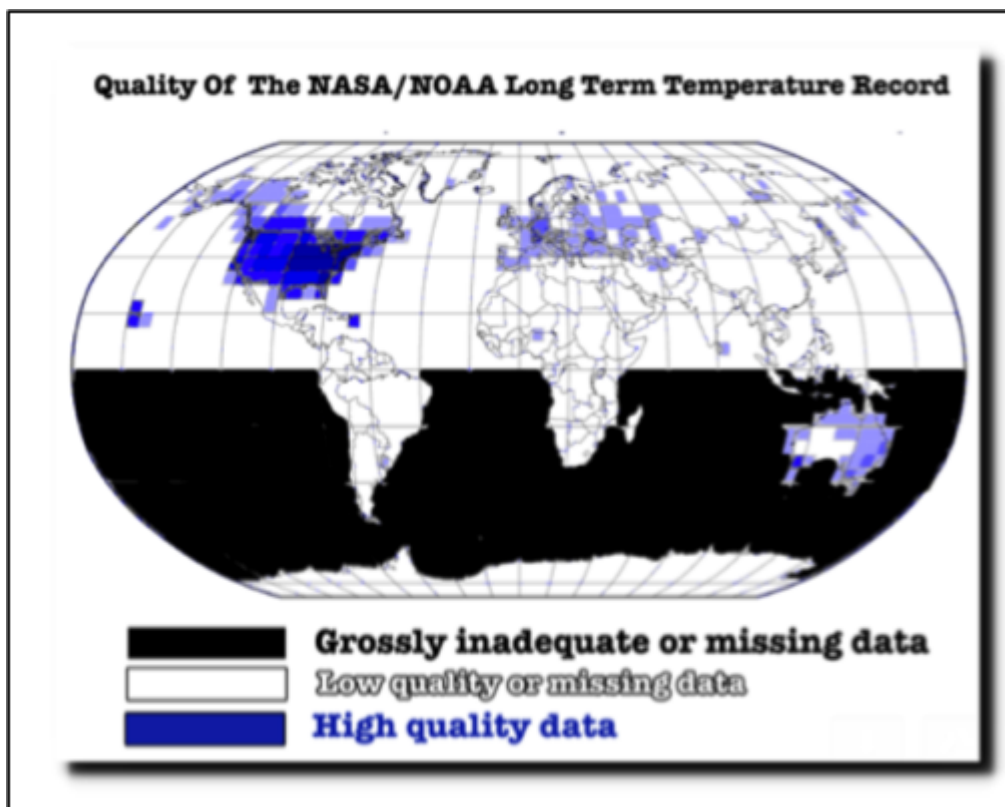 Quality Of The NASA/NOAA Long Term Temperature Record
Grossly inadequate or missing data
Low quality or missing data
High quality data